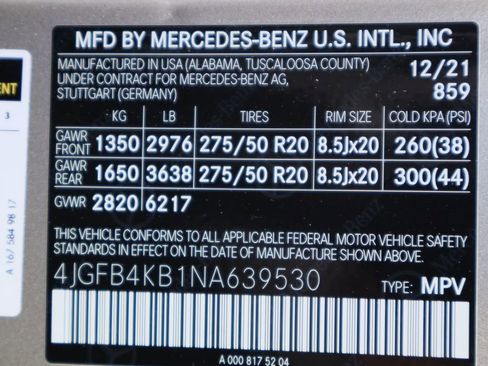 MFD BY MERCEDES-BENZ U.S. INTL., INC
MANUFACTURED IN USA (ALABAMA, TUSCALOOSA COUNTY) 12/21
UNDER CONTRACT FOR MERCEDES-BENZ AG,
STUTTGART (GERMANY) 859
KG LB TIRES RIM SIZE COLD KPA (PSI)
GAWR FRONT 1350 2976 275/50 R20 8.5Jx20 260(38)
GAWR REAR 1650 3638 275/50 R20 8.5Jx20 300(44)
GVWR 2820 6217
THIS VEHICLE CONFORMS TO ALL APPLICABLE FEDERAL MOTOR VEHICLE SAFETY
STANDARDS IN EFFECT ON THE DATE OF MANUFACTURE SHOWN ABOVE.
4JGFB4KB1NA639530 TYPE: MPV
A 000 817 52 04
3
A 167 584 98 17